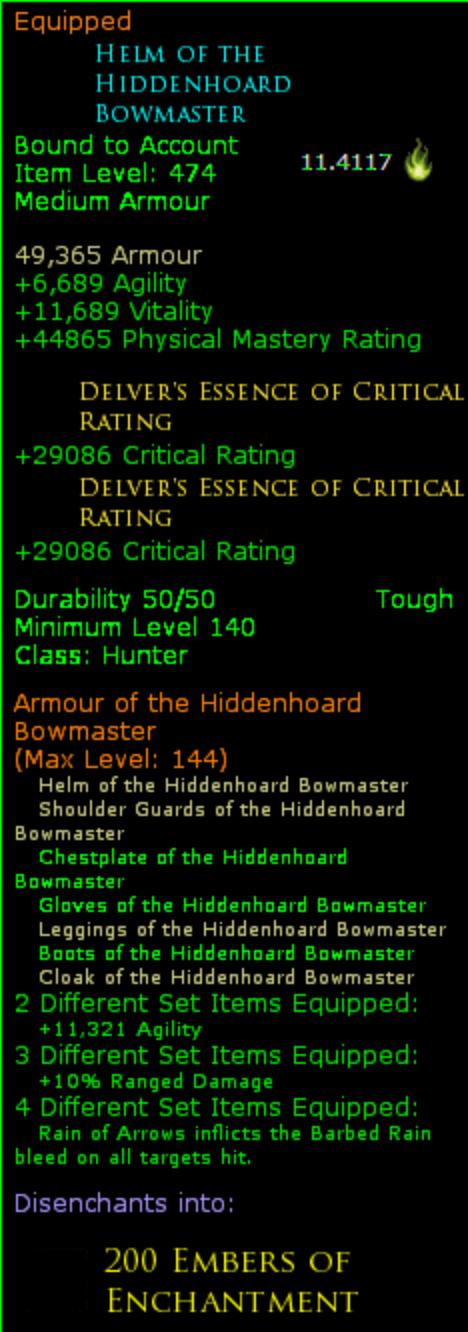 Equipped
Helm of the
Hiddenhoard
Bowmaster
Bound to Account
11.4117
Item Level: 474
Medium Armour
49,365 Armour
+6,689 Agility
+11,689 Vitality
+44865 Physical Mastery Rating
Delver's Essence of Critical
Rating
+29086 Critical Rating
Delver's Essence of Critical
Rating
+29086 Critical Rating
Durability 50/50 Tough
Minimum Level 140
Class: Hunter
Armour of the Hiddenhoard
Bowmaster
(Max Level: 144)
Helm of the Hiddenhoard Bowmaster
Shoulder Guards of the Hiddenhoard
Bowmaster
Chestplate of the Hiddenhoard
Bowmaster
Gloves of the Hiddenhoard Bowmaster
Leggings of the Hiddenhoard Bowmaster
Boots of the Hiddenhoard Bowmaster
Cloak of the Hiddenhoard Bowmaster
2 Different Set Items Equipped:
+11,321 Agility
3 Different Set Items Equipped:
+10% Ranged Damage
4 Different Set Items Equipped:
Rain of Arrows inflicts the Barbed Rain
bleed on all targets hit.
Disenchants into:
200 Embers of
Enchantment